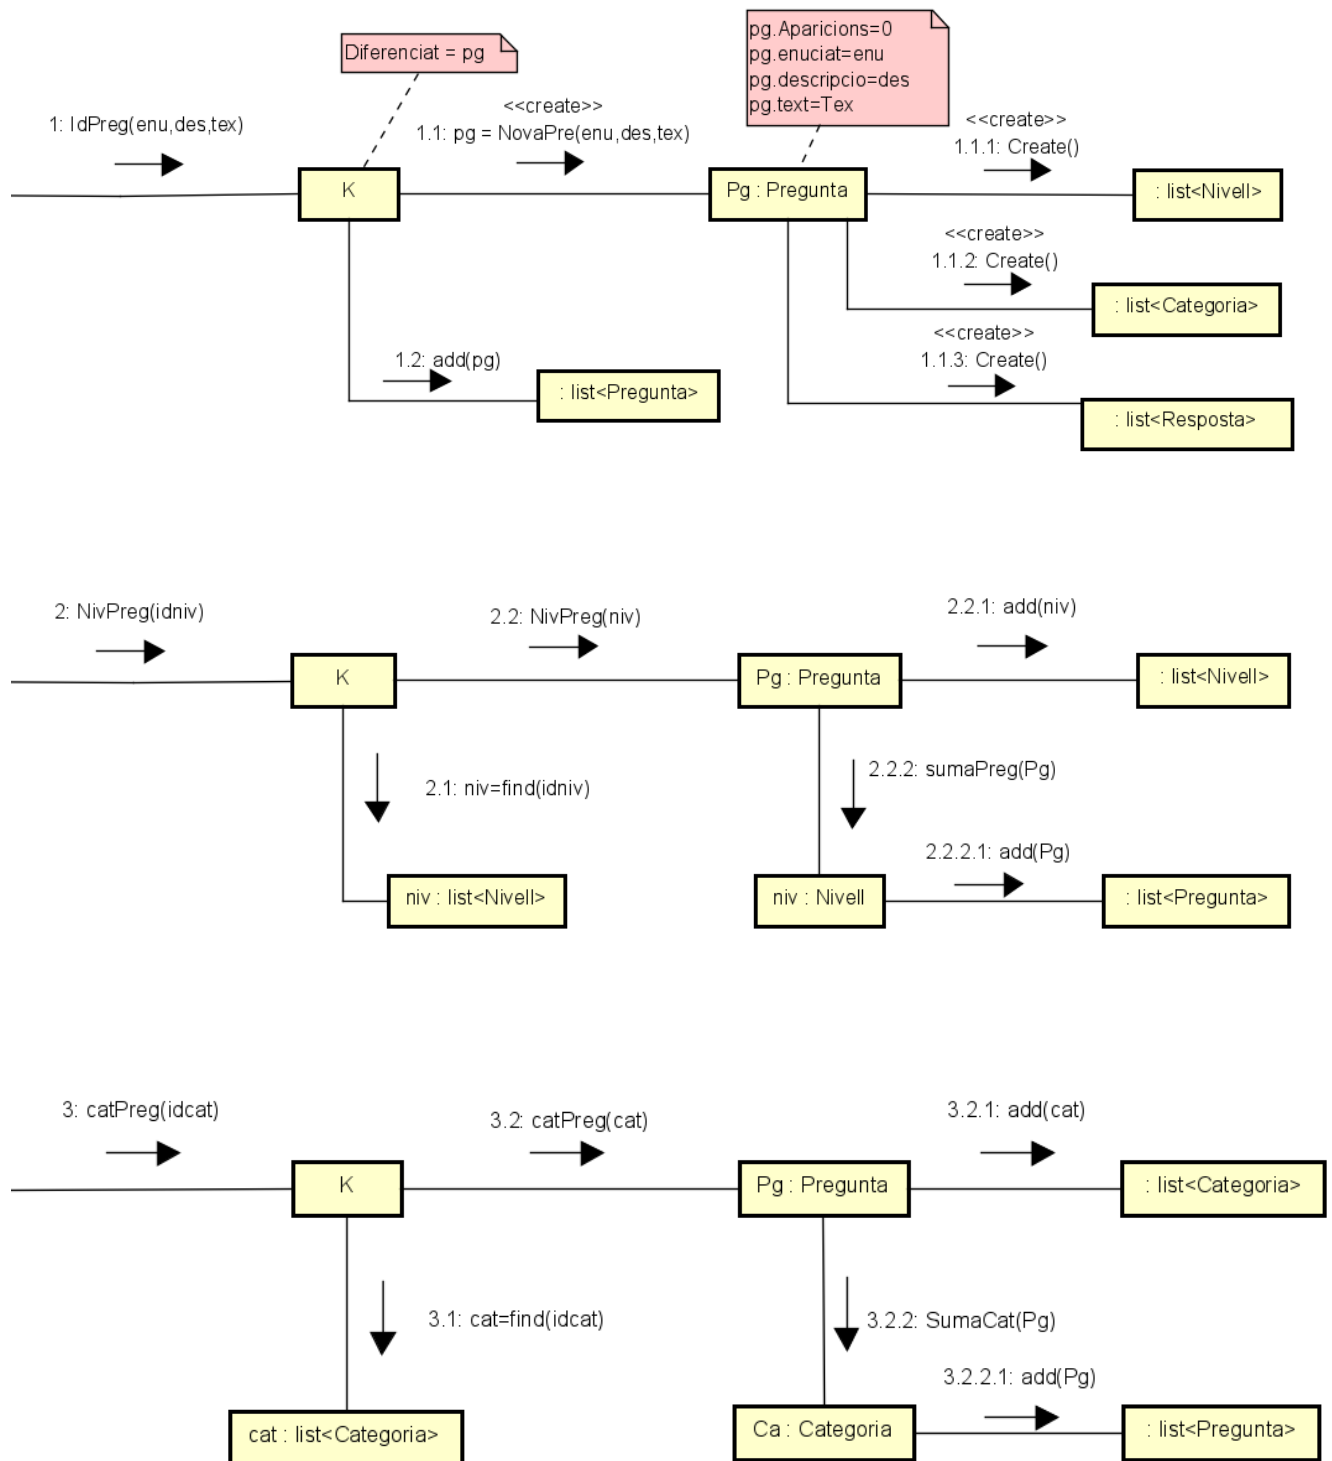 Diferenciat = pg
pg.Aparicions=0
pg.enuciat=enu
pg.descripcio=des
pg.text=Tex
1: IdPreg(enu,des,tex)
<<create>>
1.1: pg = NovaPre(enu,des,tex)
<<create>>
1.1.1: Create()
K
Pg : Pregunta
: list<Nivell>
<<create>>
1.1.2: Create()
: list<Categoria>
<<create>>
1.1.3: Create()
1.2: add(pg)
: list<Pregunta>
: list<Resposta>
2: NivPreg(idniv)
2.2: NivPreg(niv)
2.2.1: add(niv)
K
Pg : Pregunta
: list<Nivell>
2.1: niv=find(idniv)
2.2.2: sumaPreg(Pg)
2.2.2.1: add(Pg)
niv : list<Nivell>
niv : Nivell
: list<Pregunta>
3: catPreg(idcat)
3.2: catPreg(cat)
3.2.1: add(cat)
K
Pg : Pregunta
: list<Categoria>
3.1: cat=find(idcat)
3.2.2: SumaCat(Pg)
3.2.2.1: add(Pg)
cat : list<Categoria>
Ca : Categoria
: list<Pregunta>